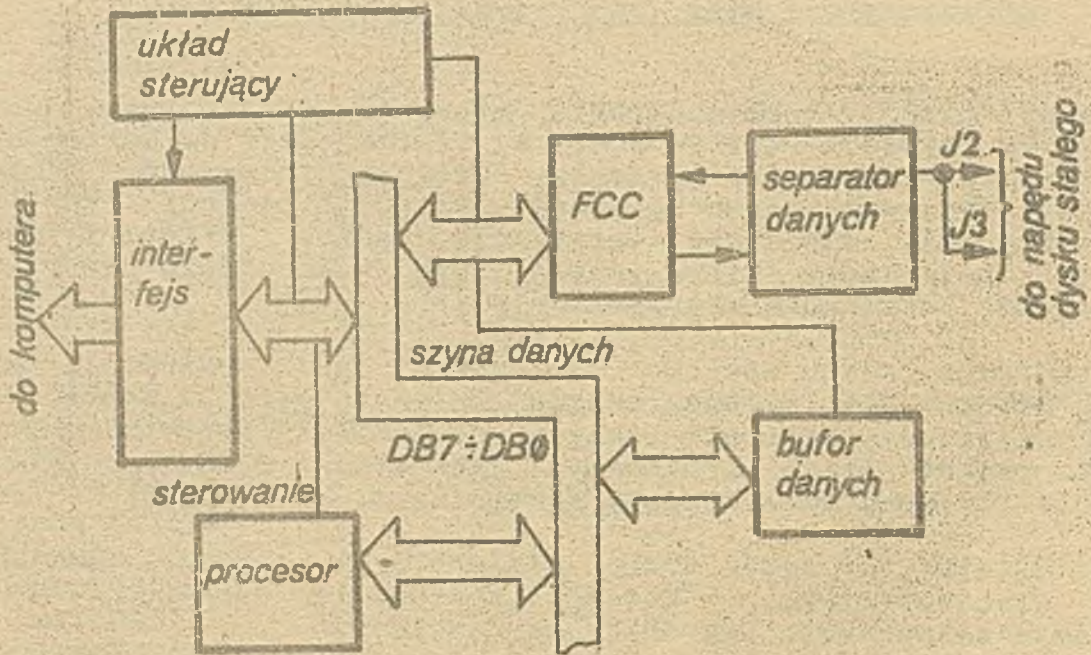 układ
sterujący
do komputera
inter-
fejs
FCC
separator
danych
J2
J3
do napędu
dysku stałego
szyna danych
DB7÷DB0
bufor
danych
sterowanie
procesor